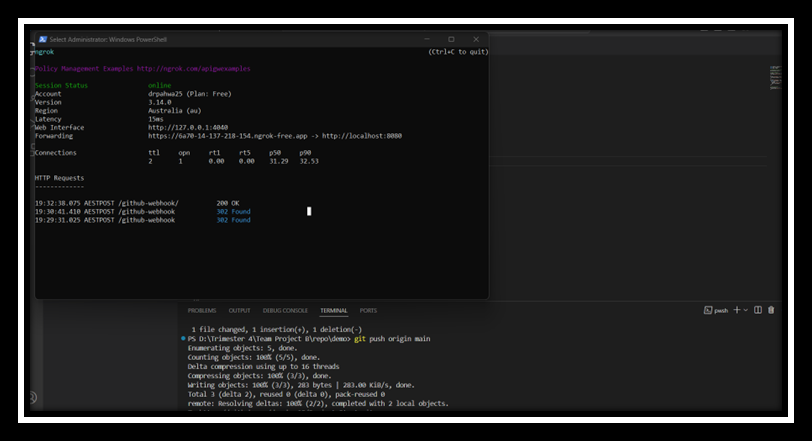 Select Administrator: Windows PowerShell
ngrok (Ctrl+C to quit)
Policy Management Examples http://ngrok.com/apigwexamples
Session Status online
Account drpahwa25 (Plan: Free)
Version 3.14.0
Region Australia (au)
Latency 15ms
Web Interface http://127.0.0.1:4040
Forwarding https://6a70-14-137-218-154.ngrok-free.app -> http://localhost:8080
Connections ttl opn rt1 rt5 p50 p90
2 1 0.00 0.00 31.29 32.53
HTTP Requests
-------------
19:32:38.075 AESTPOST /github-webhook/ 200 OK
19:30:41.410 AESTPOST /github-webhook 302 Found
19:29:31.025 AESTPOST /github-webhook 302 Found
PROBLEMS OUTPUT DEBUG CONSOLE TERMINAL PORTS
pwsh
1 file changed, 1 insertion(+), 1 deletion(-)
PS D:\Trimester 4\Team Project B\repo\demo> git push origin main
Enumerating objects: 5, done.
Counting objects: 100% (5/5), done.
Delta compression using up to 16 threads
Compressing objects: 100% (3/3), done.
Writing objects: 100% (3/3), 283 bytes | 283.00 KiB/s, done.
Total 3 (delta 2), reused 0 (delta 0), pack-reused 0
remote: Resolving deltas: 100% (2/2), completed with 2 local objects.